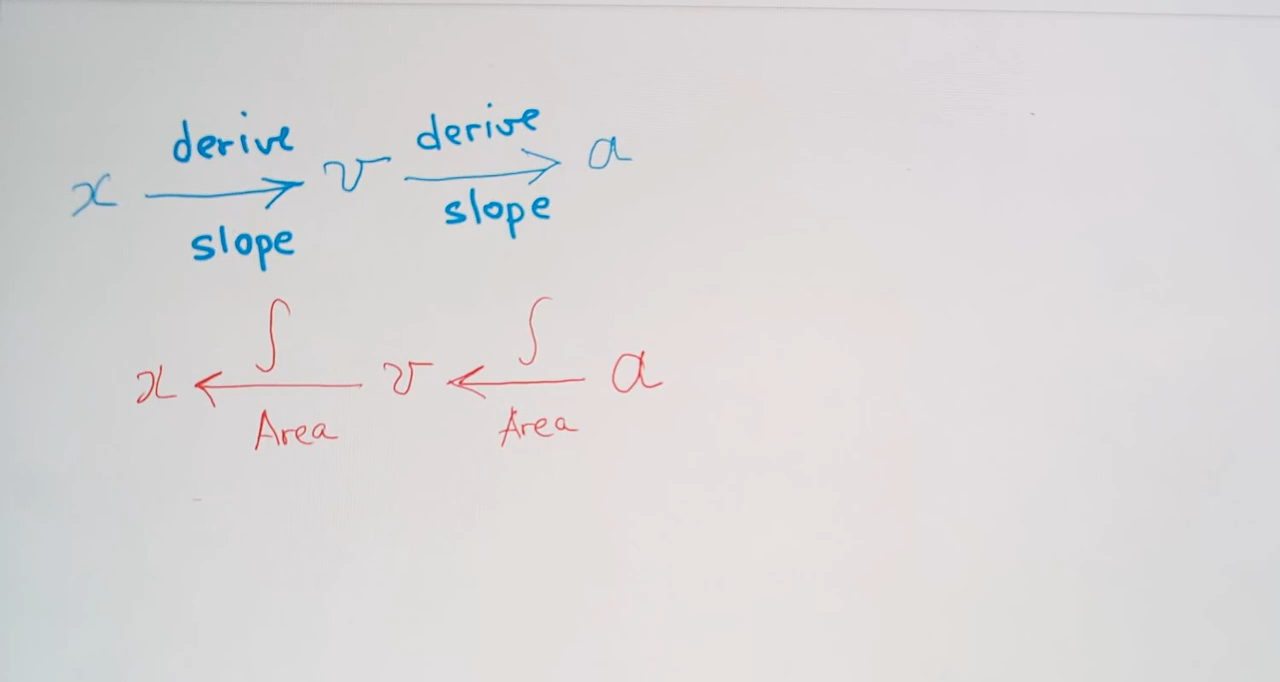 derive derive
x → v → a
slope slope
∫ ∫
x ← v ← a
Area Area